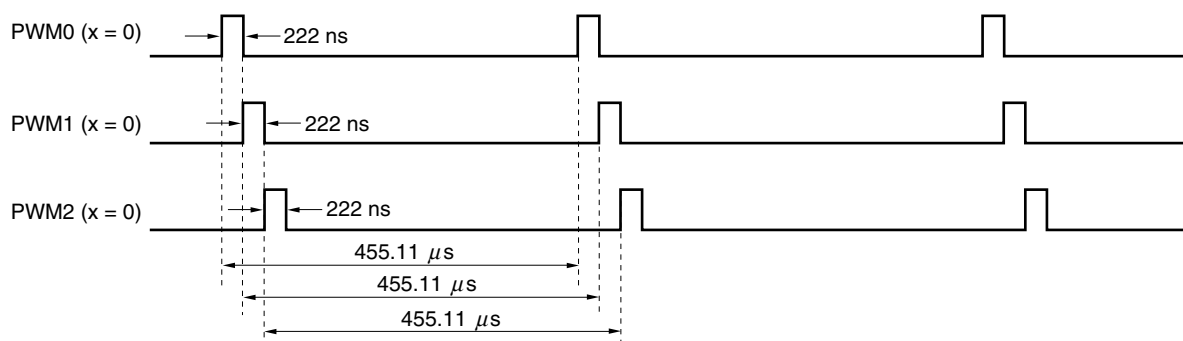 PWM0 (x = 0)
222 ns
PWM1 (x = 0)
222 ns
PWM2 (x = 0)
222 ns
455.11 μs
455.11 μs
455.11 μs